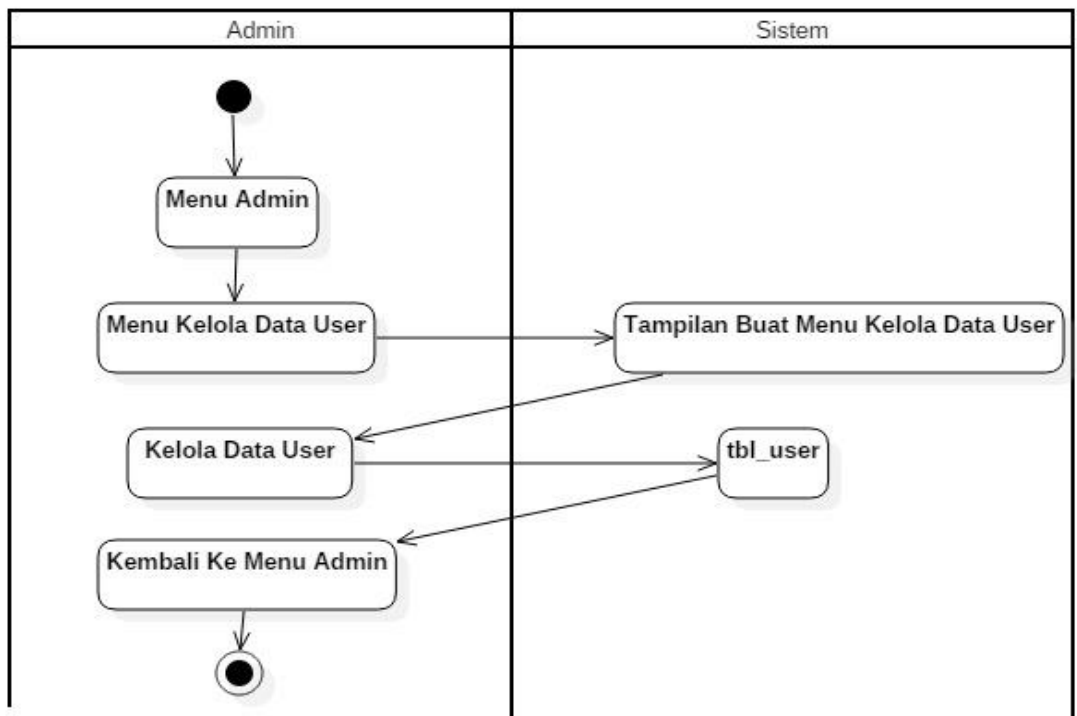 Admin
Sistem
Menu Admin
Menu Kelola Data User
Tampilan Buat Menu Kelola Data User
Kelola Data User
tbl_user
Kembali Ke Menu Admin